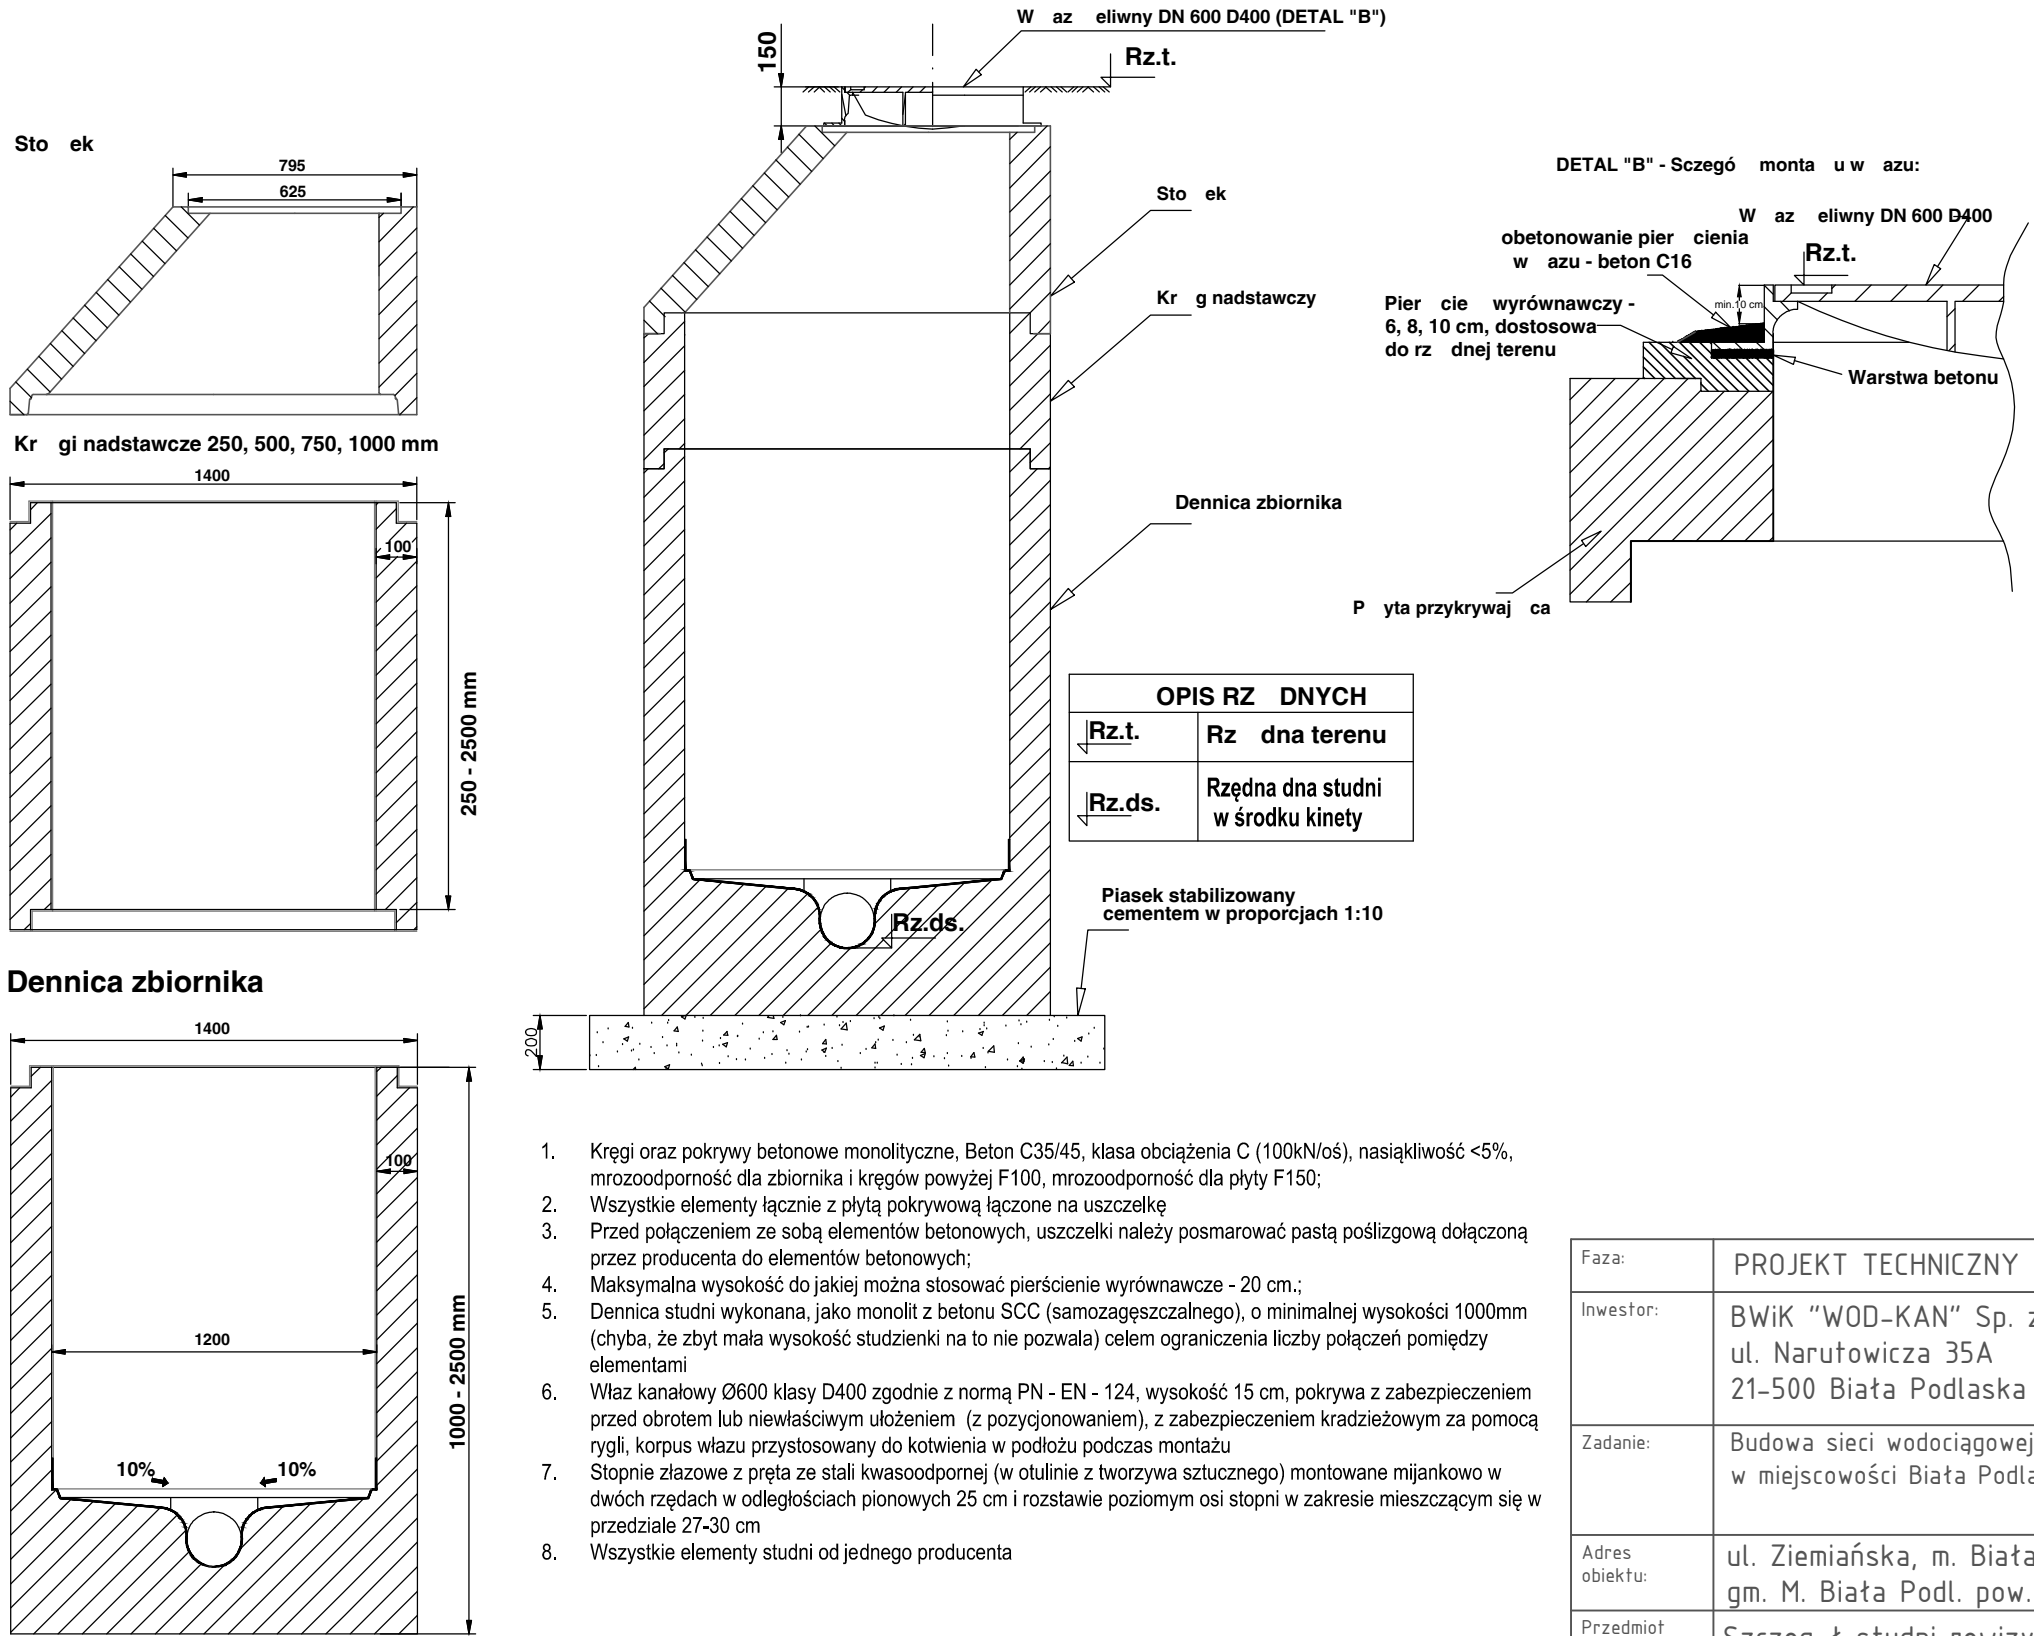 W az eliwny DN 600 D400 (DETAL "B")
150
Rz.t.
Sto ek
795
625
Sto ek
Kr g nadstawczy
Dennica zbiornika
Kr gi nadstawcze 250, 500, 750, 1000 mm
1400
100
250 - 2500 mm
DETAL "B" - Sczegó monta u w azu:
W az eliwny DN 600 D400
obetonowanie pier cienia
w azu - beton C16
Rz.t.
min.10 cm
Pier cie wyrównawczy -
6, 8, 10 cm, dostosowa
do rz dnej terenu
Warstwa betonu
P yta przykrywaj ca
OPIS RZ DNYCH
Rz.t.
Rz dna terenu
Rz.ds.
Rzędna dna studni
w środku kinety
Rz.ds.
Piasek stabilizowany
cementem w proporcjach 1:10
200
Dennica zbiornika
1400
100
1200
1000 - 2500 mm
10%
10%
1. Kręgi oraz pokrywy betonowe monolityczne, Beton C35/45, klasa obciążenia C (100kN/oś), nasiąkliwość <5%,
mrozoodporność dla zbiornika i kręgów powyżej F100, mrozoodporność dla płyty F150;
2. Wszystkie elementy łącznie z płytą pokrywową łączone na uszczelkę
3. Przed połączeniem ze sobą elementów betonowych, uszczelki należy posmarować pastą poślizgową dołączoną
przez producenta do elementów betonowych;
4. Maksymalna wysokość do jakiej można stosować pierścienie wyrównawcze - 20 cm.;
5. Dennica studni wykonana, jako monolit z betonu SCC (samozagęszczalnego), o minimalnej wysokości 1000mm
(chyba, że zbyt mała wysokość studzienki na to nie pozwala) celem ograniczenia liczby połączeń pomiędzy
elementami
6. Właz kanałowy Ø600 klasy D400 zgodnie z normą PN - EN - 124, wysokość 15 cm, pokrywa z zabezpieczeniem
przed obrotem lub niewłaściwym ułożeniem (z pozycjonowaniem), z zabezpieczeniem kradzieżowym za pomocą
rygli, korpus włazu przystosowany do kotwienia w podłożu podczas montażu
7. Stopnie złazowe z pręta ze stali kwasoodpornej (w otulinie z tworzywa sztucznego) montowane mijankowo w
dwóch rzędach w odległościach pionowych 25 cm i rozstawie poziomym osi stopni w zakresie mieszczącym się w
przedziale 27-30 cm
8. Wszystkie elementy studni od jednego producenta
Faza:
PROJEKT TECHNICZNY
Inwestor:
BWiK "WOD-KAN" Sp. z
ul. Narutowicza 35A
21-500 Biała Podlaska
Zadanie:
Budowa sieci wodociągowej
w miejscowości Biała Podla
Adres
obiektu:
ul. Ziemiańska, m. Biała
gm. M. Biała Podl. pow.
Przedmiot